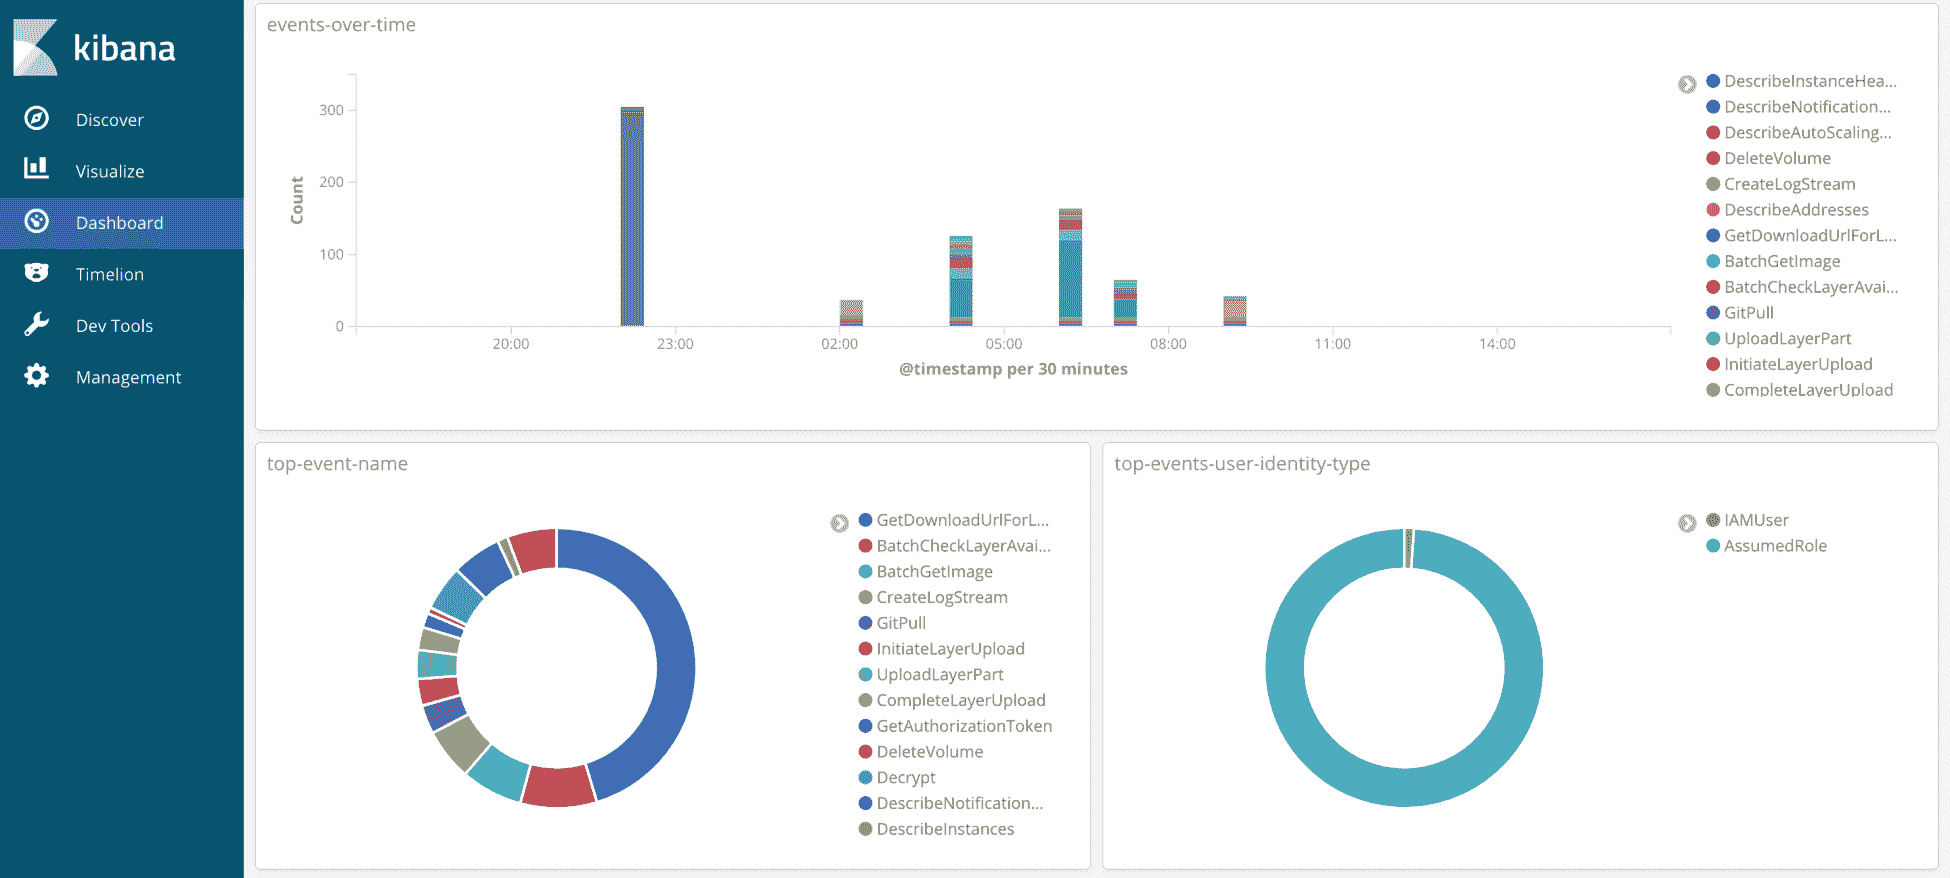 kibana
Discover
Visualize
Dashboard
Timelion
Dev Tools
Management
events-over-time
300
200
100
0
Count
20:00
23:00
02:00
05:00
08:00
11:00
14:00
@timestamp per 30 minutes
DescribeInstanceHea...
DescribeNotification...
DescribeAutoScaling...
DeleteVolume
CreateLogStream
DescribeAddresses
GetDownloadUrlForL...
BatchGetImage
BatchCheckLayerAvai...
GitPull
UploadLayerPart
InitiateLayerUpload
CompleteLayerUpload
top-event-name
GetDownloadUrlForL...
BatchCheckLayerAvai...
BatchGetImage
CreateLogStream
GitPull
InitiateLayerUpload
UploadLayerPart
CompleteLayerUpload
GetAuthorizationToken
DeleteVolume
Decrypt
DescribeNotification...
DescribeInstances
top-events-user-identity-type
IAMUser
AssumedRole